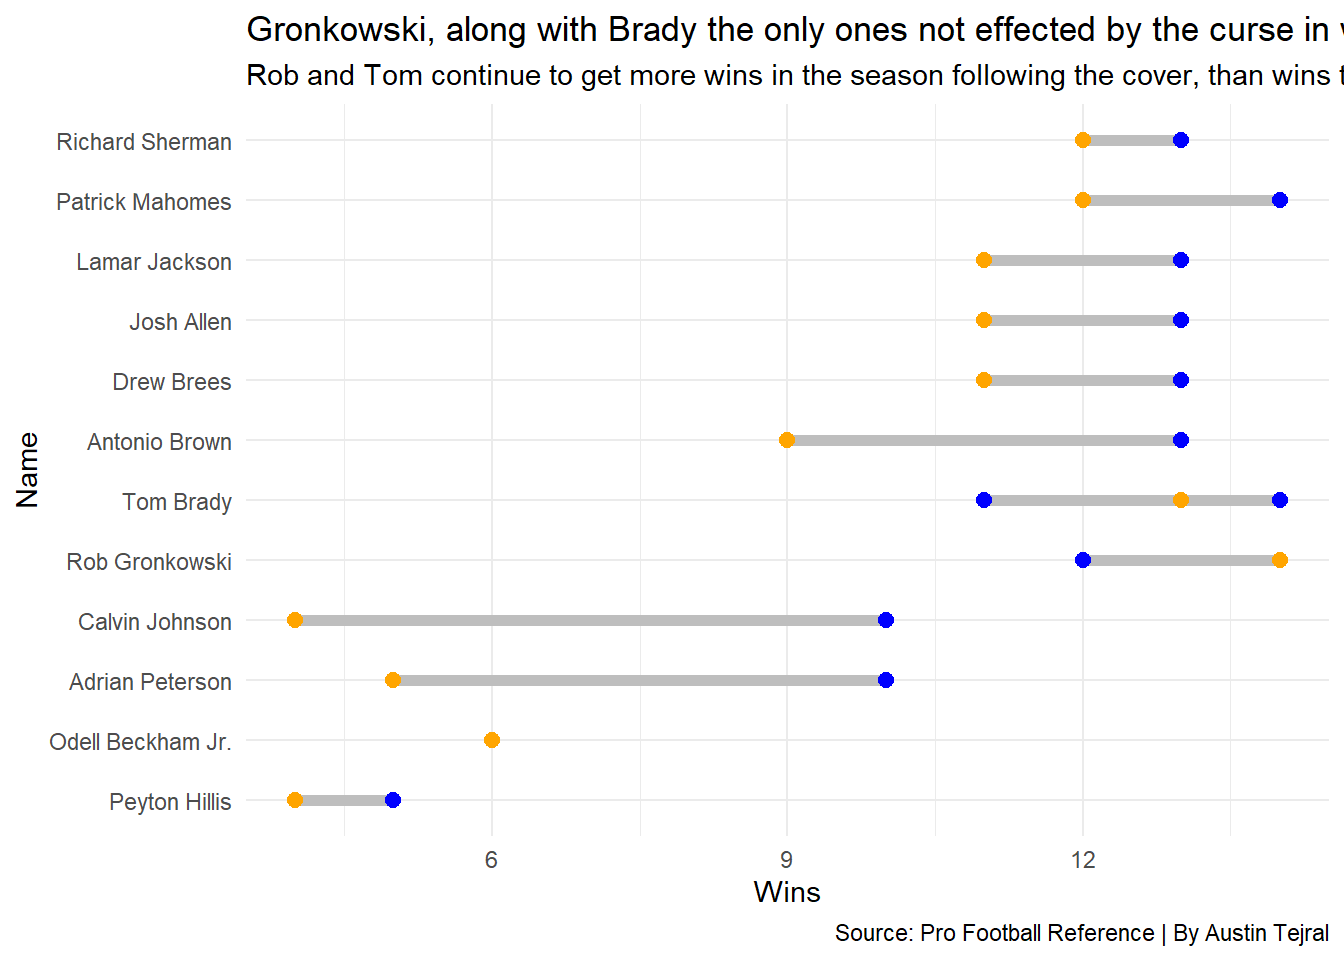 Gronkowski, along with Brady the only ones not effected by the curse in
Rob and Tom continue to get more wins in the season following the cover, than wins
Richard Sherman
Patrick Mahomes
Lamar Jackson
Josh Allen
Drew Brees
Antonio Brown
Tom Brady
Rob Gronkowski
Calvin Johnson
Adrian Peterson
Odell Beckham Jr.
Peyton Hillis
Name
6 9 12
Wins
Source: Pro Football Reference | By Austin Tejral